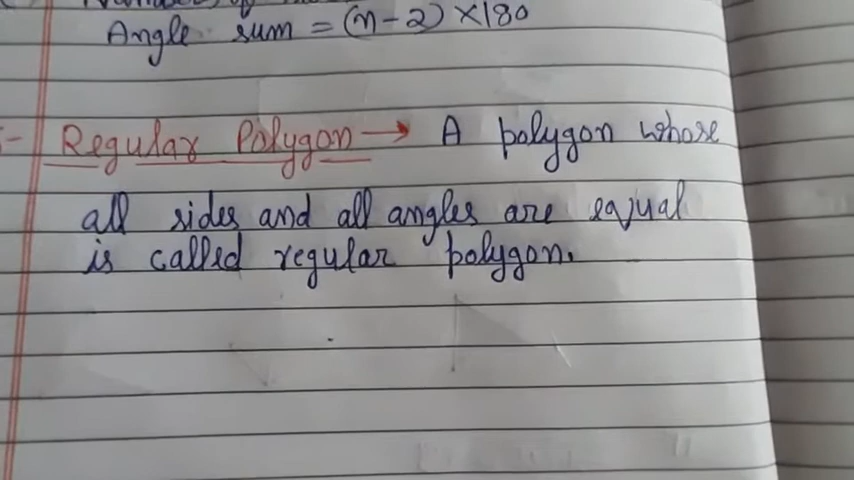 Angle sum = (n-2) ×180
Regular Polygon → A polygon whose
all sides and all angles are equal
is called regular polygon.